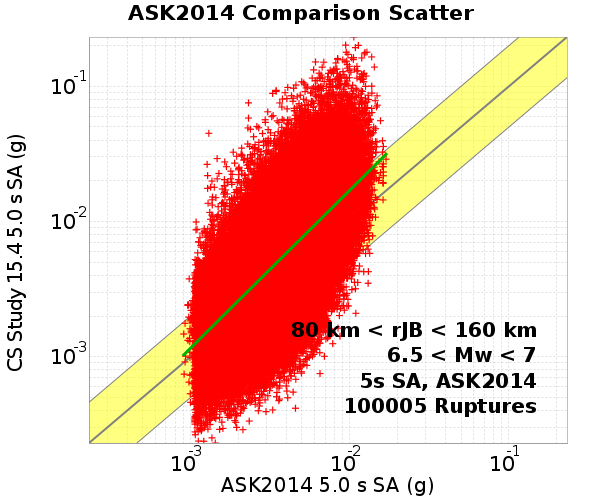 ASK2014 Comparison Scatter
CS Study 15.4 5.0 s SA (g)
10-1
10-2
10-3
80 km < rJB < 160 km
6.5 < Mw < 7
5s SA, ASK2014
100005 Ruptures
10-3 10-2 10-1
ASK2014 5.0 s SA (g)